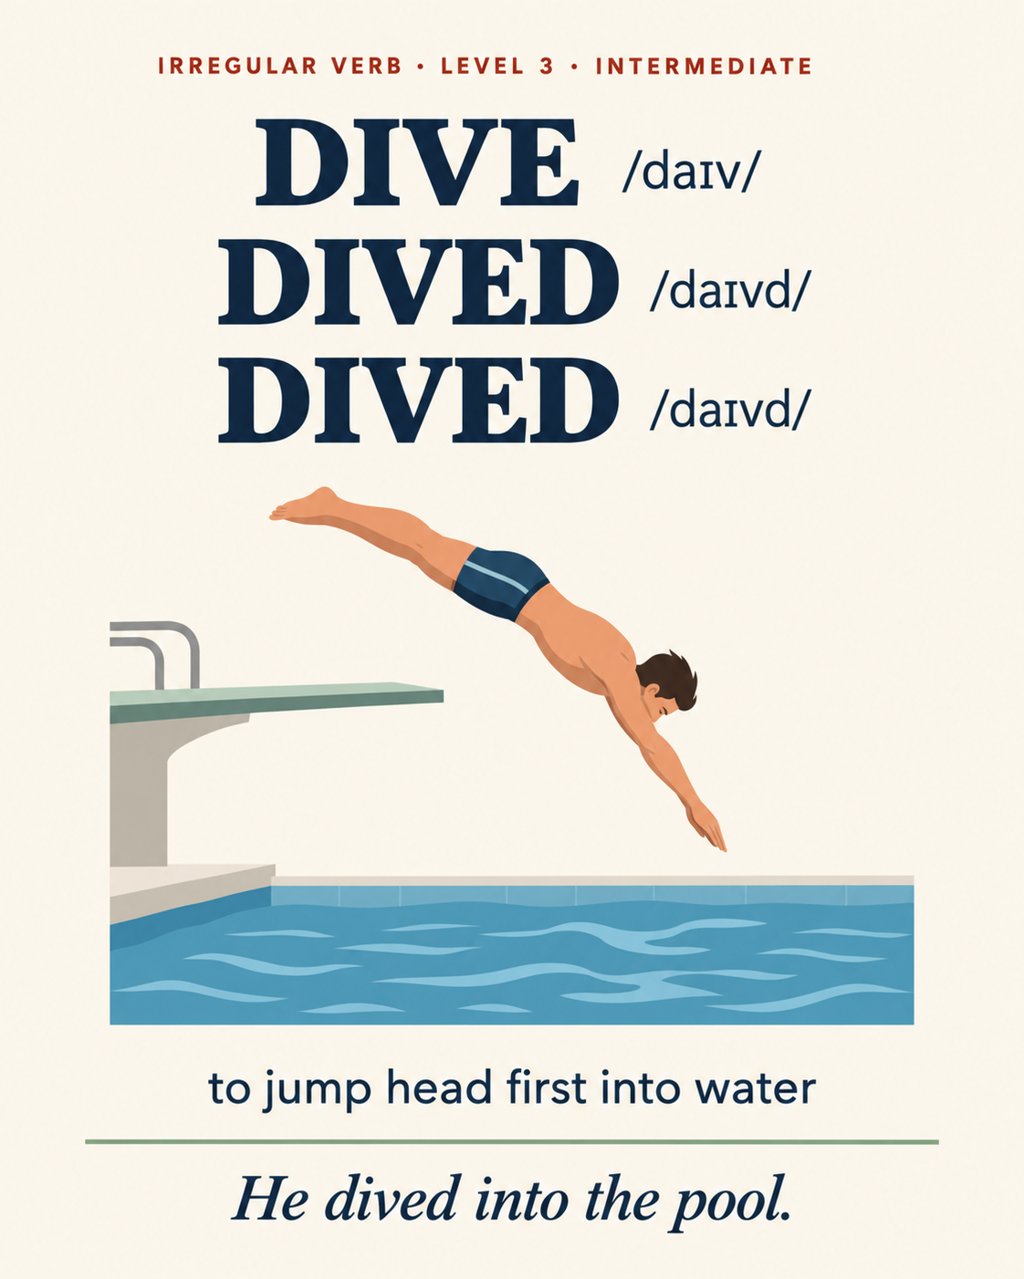 IRREGULAR VERB • LEVEL 3 • INTERMEDIATE
DIVE /daɪv/
DIVED /daɪvd/
DIVED /daɪvd/
to jump head first into water
He dived into the pool.